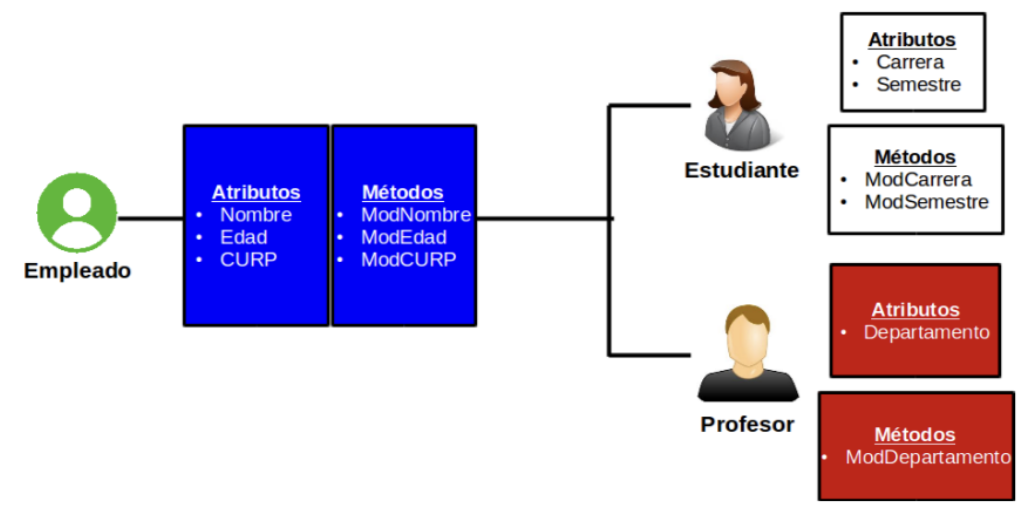 Empleado
Atributos
• Nombre
• Edad
• CURP
Métodos
• ModNombre
• ModEdad
• ModCURP
Estudiante
Atributos
• Carrera
• Semestre
Métodos
• ModCarrera
• ModSemestre
Profesor
Atributos
• Departamento
Métodos
• ModDepartamento